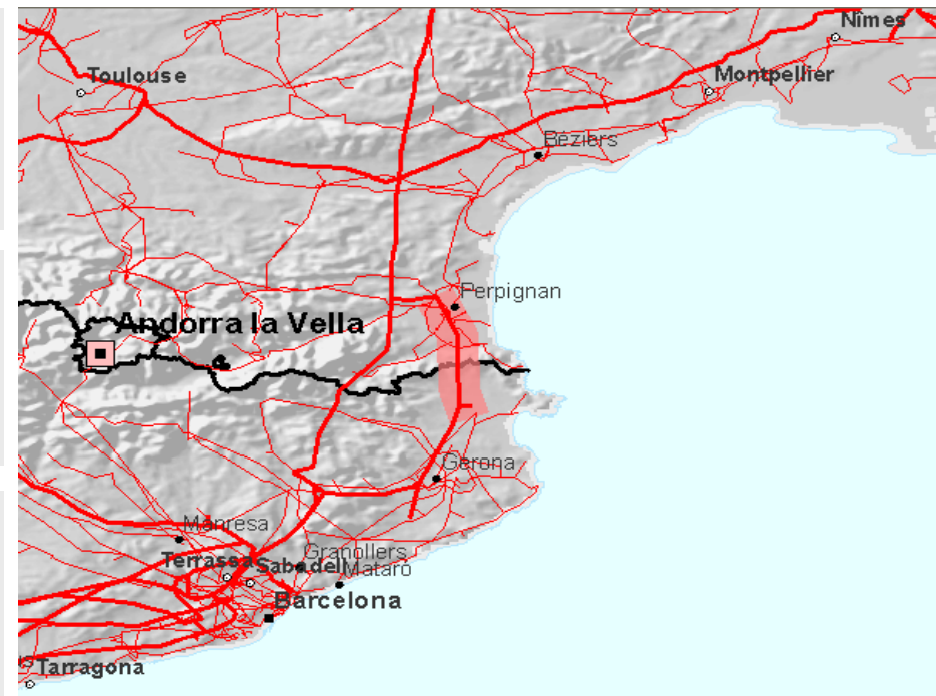 Nimes
Toulouse
Montpellier
Beziers
Perpignan
Andorra la Vella
Gerona
Manresa
Granollers
Terrassa
Sabadell
Mataro
Barcelona
Tarragona